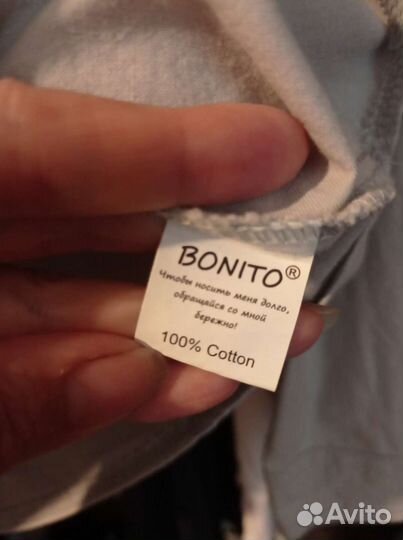 BONITO®
Чтобы носить меня долго,
обращайся со мной
бережно!
100% Cotton
Avito